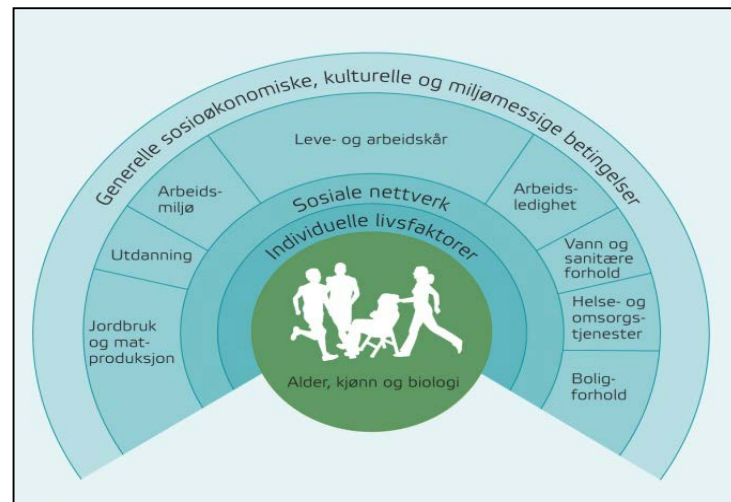 Generelle sosioøkonomiske, kulturelle og miljømessige betingelser
Leve- og arbeidskår
Arbeids-
miljø
Utdanning
Jordbruk
og mat-
produksjon
Arbeids-
ledighet
Vann og
sanitære
forhold
Helse- og
omsorgs-
tjenester
Bolig-
forhold
Sosiale nettverk
Individuelle livsfaktorer
Alder, kjønn og biologi